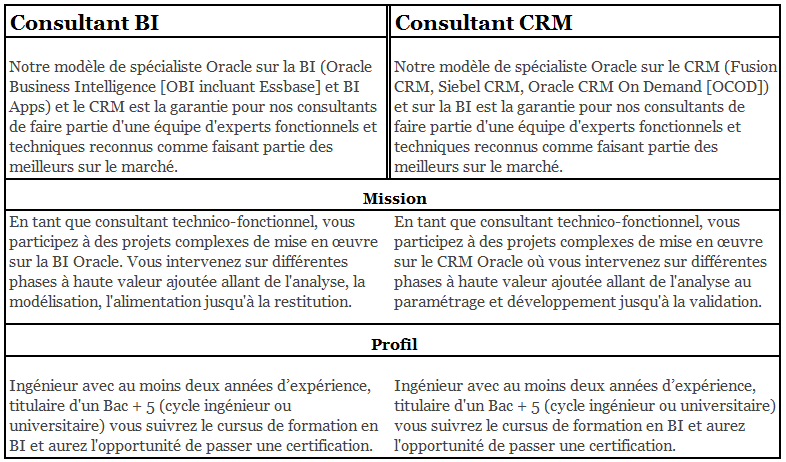 Consultant BI
Notre modèle de spécialiste Oracle sur la BI (Oracle
Business Intelligence [OBI incluant Essbase] et BI
Apps) et le CRM est la garantie pour nos consultants
de faire partie d'une équipe d'experts fonctionnels et
techniques reconnus comme faisant partie des
meilleurs sur le marché.
Consultant CRM
Notre modèle de spécialiste Oracle sur le CRM (Fusion
CRM, Siebel CRM, Oracle CRM On Demand [OCOD])
et sur la BI est la garantie pour nos consultants de
faire partie d'une équipe d'experts fonctionnels et
techniques reconnus comme faisant partie des
meilleurs sur le marché.
Mission
En tant que consultant technico-fonctionnel, vous
participez à des projets complexes de mise en œuvre
sur la BI Oracle. Vous intervenez sur différentes
phases à haute valeur ajoutée allant de l'analyse, la
modélisation, l'alimentation jusqu'à la restitution.
En tant que consultant technico-fonctionnel, vous
participez à des projets complexes de mise en œuvre
sur le CRM Oracle où vous intervenez sur différentes
phases à haute valeur ajoutée allant de l'analyse au
paramétrage et développement jusqu'à la validation.
Profil
Ingénieur avec au moins deux années d’expérience,
titulaire d'un Bac + 5 (cycle ingénieur ou
universitaire) vous suivrez le cursus de formation en
BI et aurez l'opportunité de passer une certification.
Ingénieur avec au moins deux années d’expérience,
titulaire d'un Bac + 5 (cycle ingénieur ou universitaire)
vous suivrez le cursus de formation en BI et aurez
l'opportunité de passer une certification.